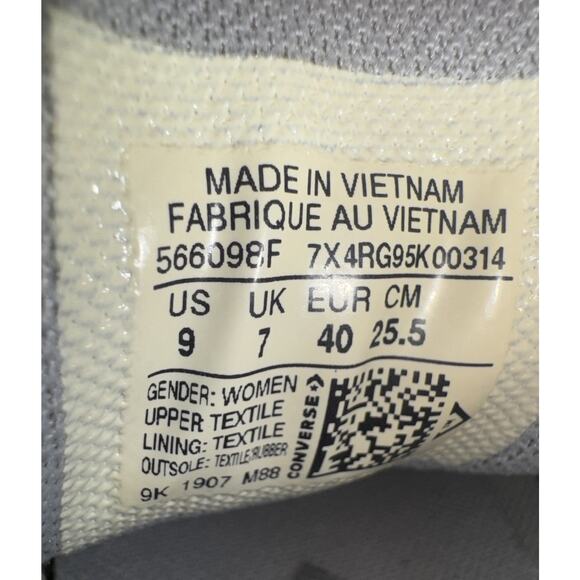 MADE IN VIETNAM
FABRIQUE AU VIETNAM
566098F 7X4RG95K00314
US UK EUR CM
9 7 40 25.5
GENDER: WOMEN
UPPER: TEXTILE
LINING: TEXTILE
OUTSOLE: TEXTILE/RUBBER
9K 1907 M88
CONVERSE